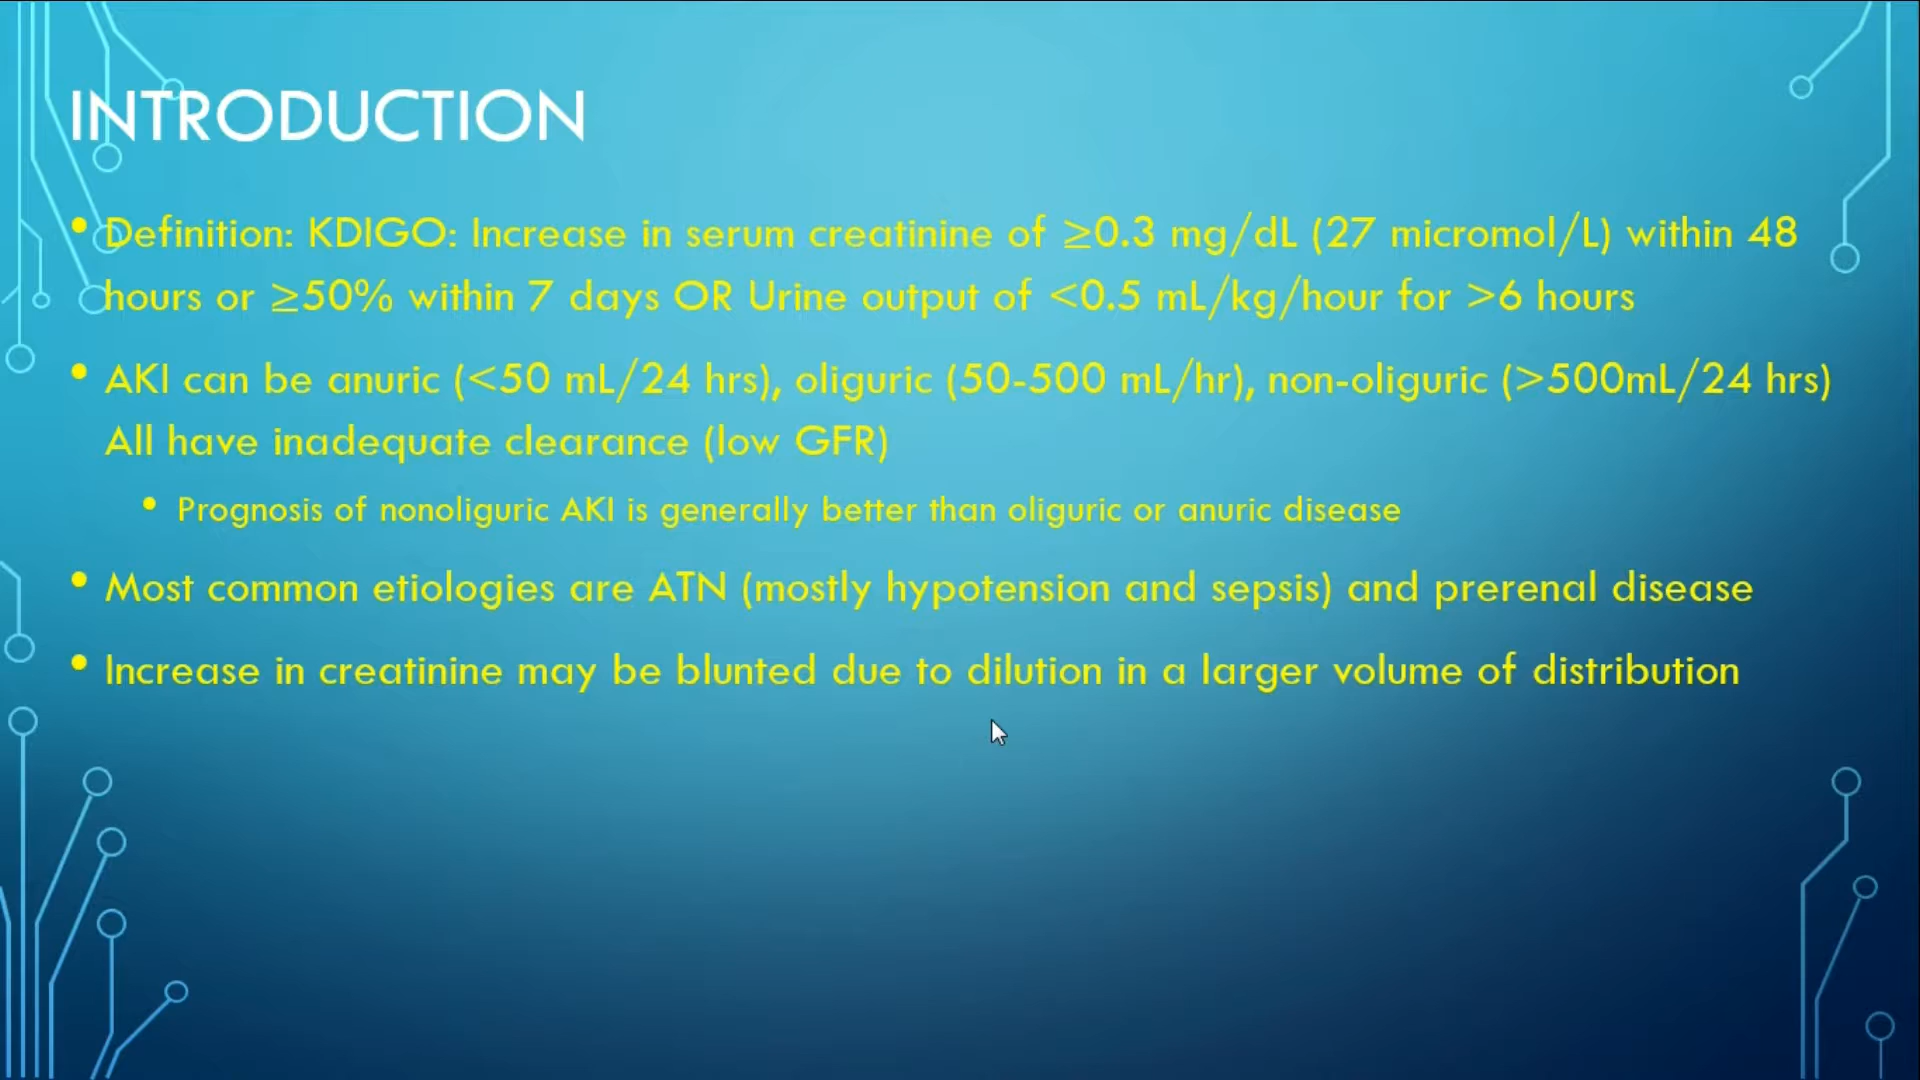 INTRODUCTION
• Definition: KDIGO: Increase in serum creatinine of ≥0.3 mg/dL (27 micromol/L) within 48
hours or ≥50% within 7 days OR Urine output of <0.5 mL/kg/hour for >6 hours
• AKI can be anuric (<50 mL/24 hrs), oliguric (50-500 mL/hr), non-oliguric (>500mL/24 hrs)
All have inadequate clearance (low GFR)
• Prognosis of nonoliguric AKI is generally better than oliguric or anuric disease
• Most common etiologies are ATN (mostly hypotension and sepsis) and prerenal disease
• Increase in creatinine may be blunted due to dilution in a larger volume of distribution